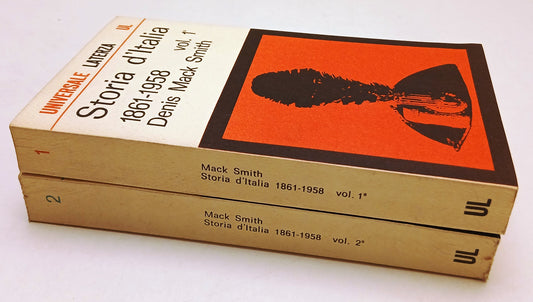 UNIVERSALE LATERZA UL
Storia d'Italia
1861-1958 vol. 1
Denis Mack Smith
1
Mack Smith
Storia d'Italia 1861-1958 vol. 1*
UL
2
Mack Smith
Storia d'Italia 1861-1958 vol. 2*
UL